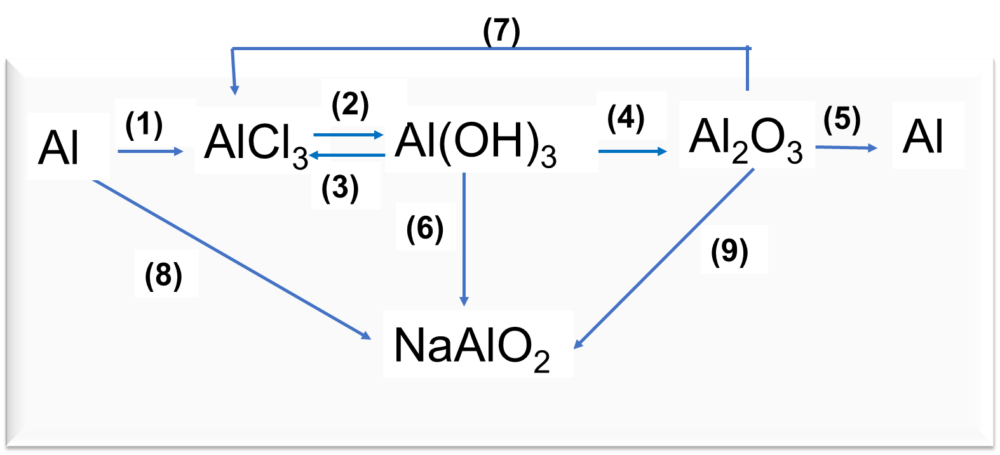 (7)
(1) (2) (4) (5)
Al AlCl₃ Al(OH)₃ Al₂O₃ Al
(3)
(6)
(9)
(8)
NaAlO₂